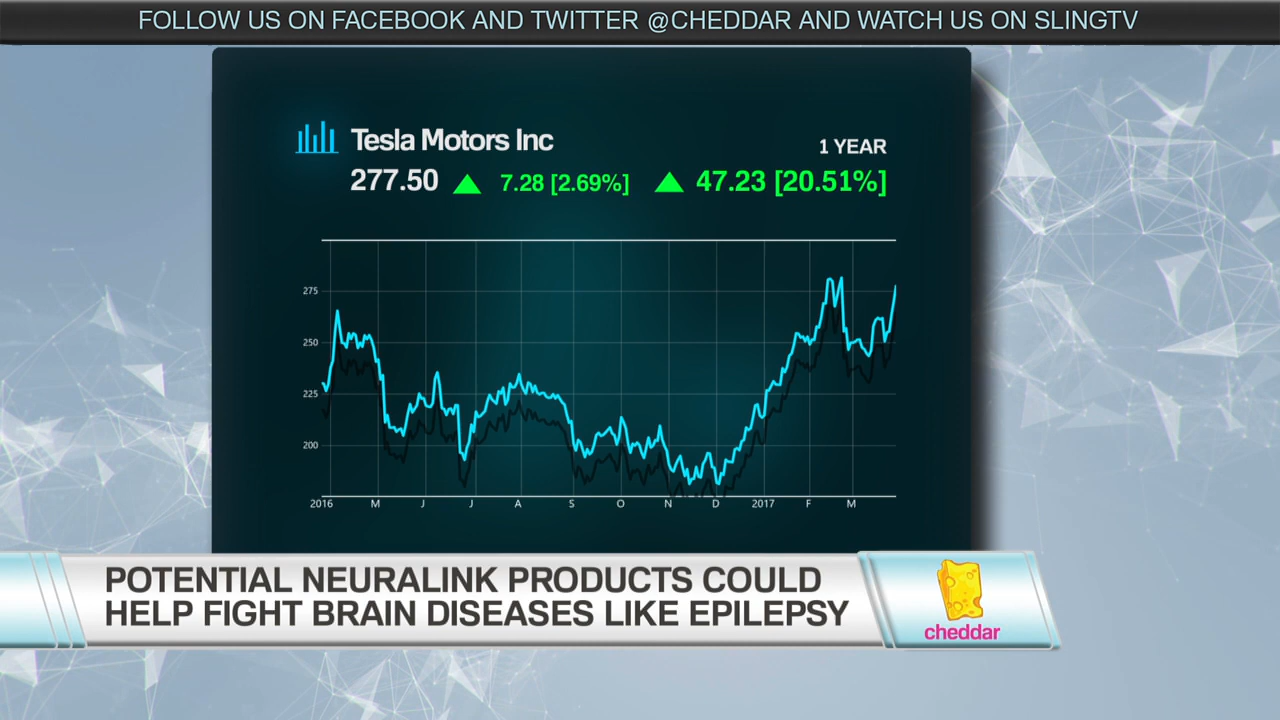 FOLLOW US ON FACEBOOK AND TWITTER @CHEDDAR AND WATCH US ON SLINGTV
Tesla Motors Inc
1 YEAR
277.50 ▲ 7.28 [2.69%] ▲ 47.23 [20.51%]
275
250
225
200
2016 M J J A S O N D 2017 F M
POTENTIAL NEURALINK PRODUCTS COULD
HELP FIGHT BRAIN DISEASES LIKE EPILEPSY
cheddar